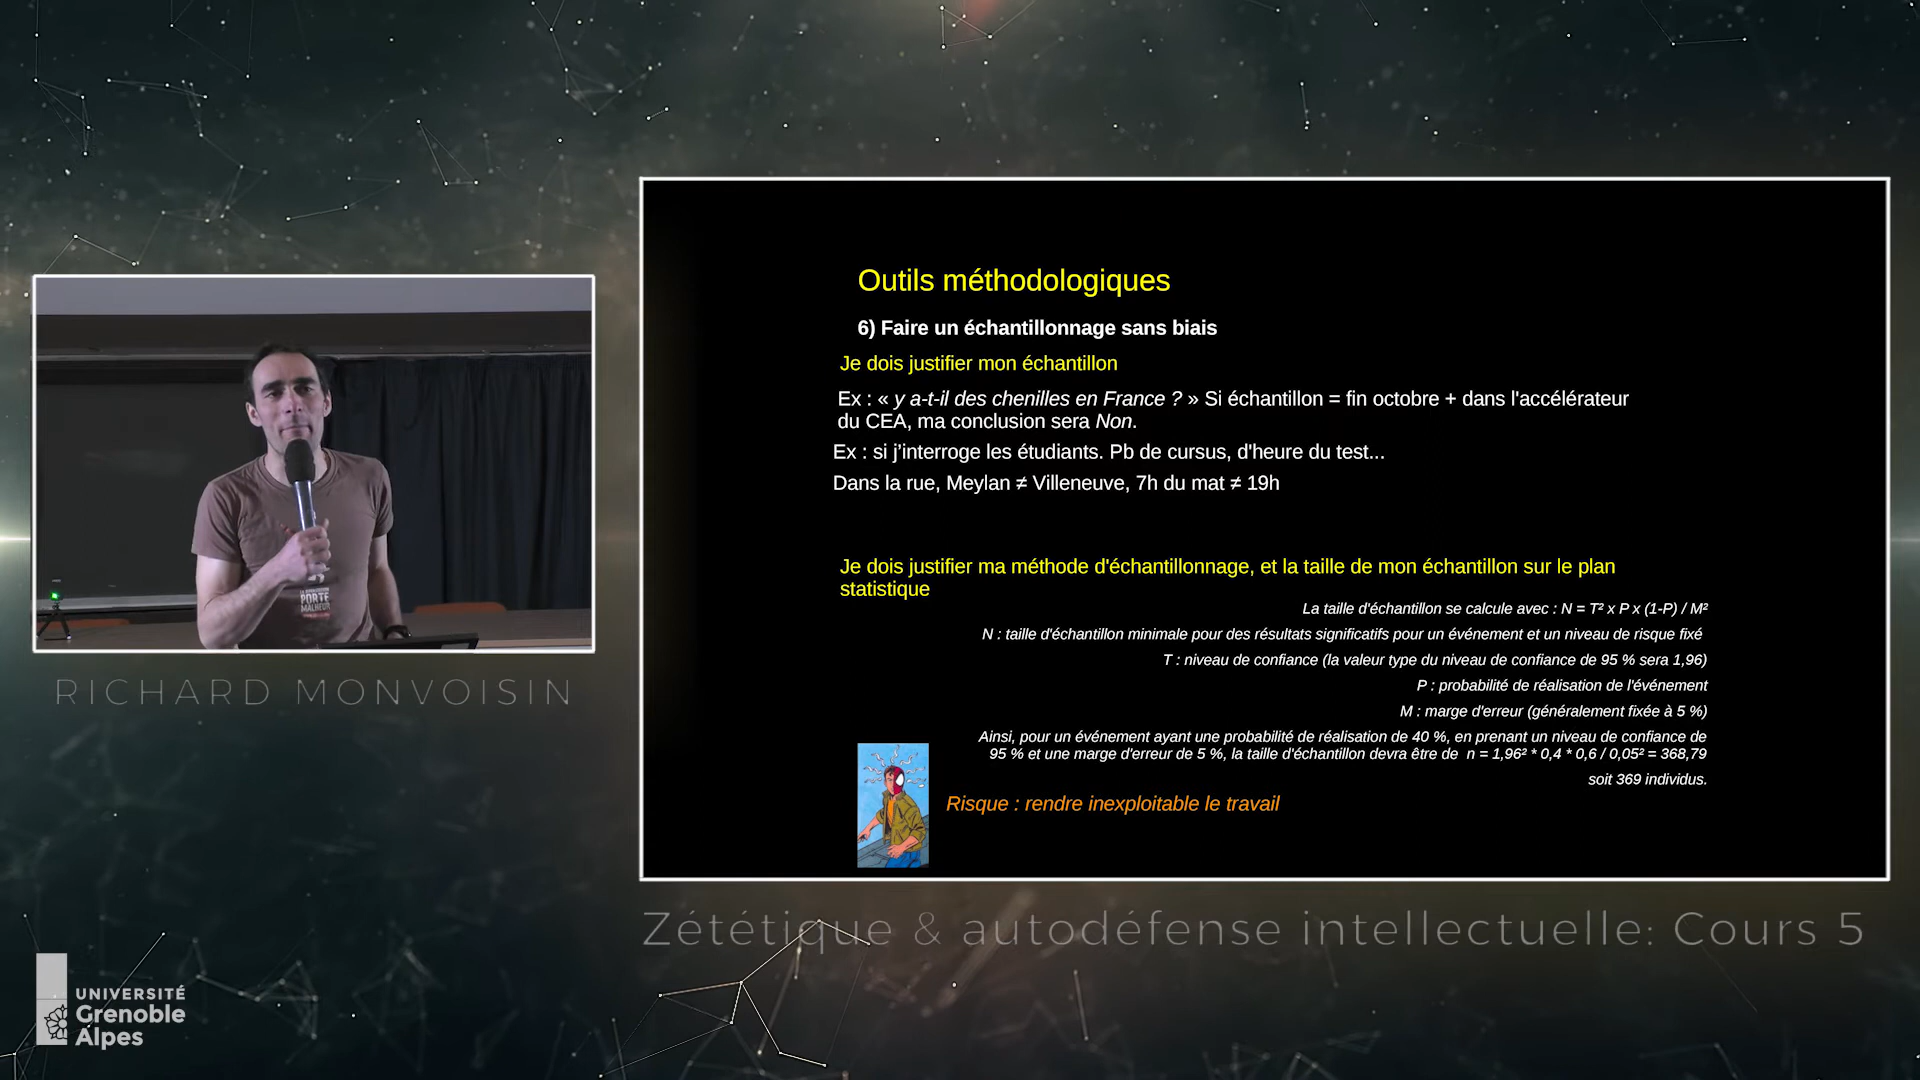 Outils méthodologiques
6) Faire un échantillonnage sans biais
Je dois justifier mon échantillon
Ex : « y a-t-il des chenilles en France ? » Si échantillon = fin octobre + dans l'accélérateur
du CEA, ma conclusion sera Non.
Ex : si j'interroge les étudiants. Pb de cursus, d'heure du test...
Dans la rue, Meylan ≠ Villeneuve, 7h du mat ≠ 19h
Je dois justifier ma méthode d'échantillonnage, et la taille de mon échantillon sur le plan
statistique
La taille d'échantillon se calcule avec : N = T² x P x (1-P) / M²
N : taille d'échantillon minimale pour des résultats significatifs pour un événement et un niveau de risque fixé
T : niveau de confiance (la valeur type du niveau de confiance de 95 % sera 1,96)
P : probabilité de réalisation de l'événement
M : marge d'erreur (généralement fixée à 5 %)
Ainsi, pour un événement ayant une probabilité de réalisation de 40 %, en prenant un niveau de confiance de
95 % et une marge d'erreur de 5 %, la taille d'échantillon devra être de n = 1,96² * 0,4 * 0,6 / 0,05² = 368,79
soit 369 individus.
Risque : rendre inexploitable le travail
PORTE
MALHEUR
RICHARD MONVOISIN
Zététique & autodéfense intellectuelle: Cours 5
UNIVERSITÉ
Grenoble
Alpes